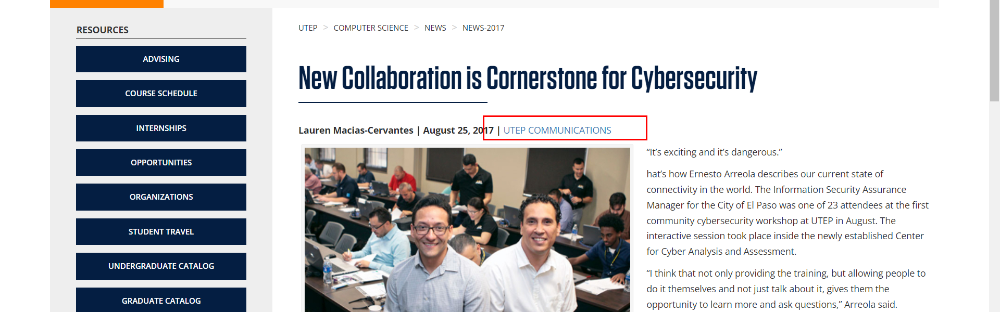 RESOURCES
ADVISING
COURSE SCHEDULE
INTERNSHIPS
OPPORTUNITIES
ORGANIZATIONS
STUDENT TRAVEL
UNDERGRADUATE CATALOG
GRADUATE CATALOG
UTEP > COMPUTER SCIENCE > NEWS > NEWS-2017
New Collaboration is Cornerstone for Cybersecurity
Lauren Macias-Cervantes | August 25, 2017 | UTEP COMMUNICATIONS
“It’s exciting and it’s dangerous.”
hat’s how Ernesto Arreola describes our current state of
connectivity in the world. The Information Security Assurance
Manager for the City of El Paso was one of 23 attendees at the first
community cybersecurity workshop at UTEP in August. The
interactive session took place inside the newly established Center
for Cyber Analysis and Assessment.
“I think that not only providing the training, but allowing people to
do it themselves and not just talk about it, gives them the
opportunity to learn more and ask questions,” Arreola said.